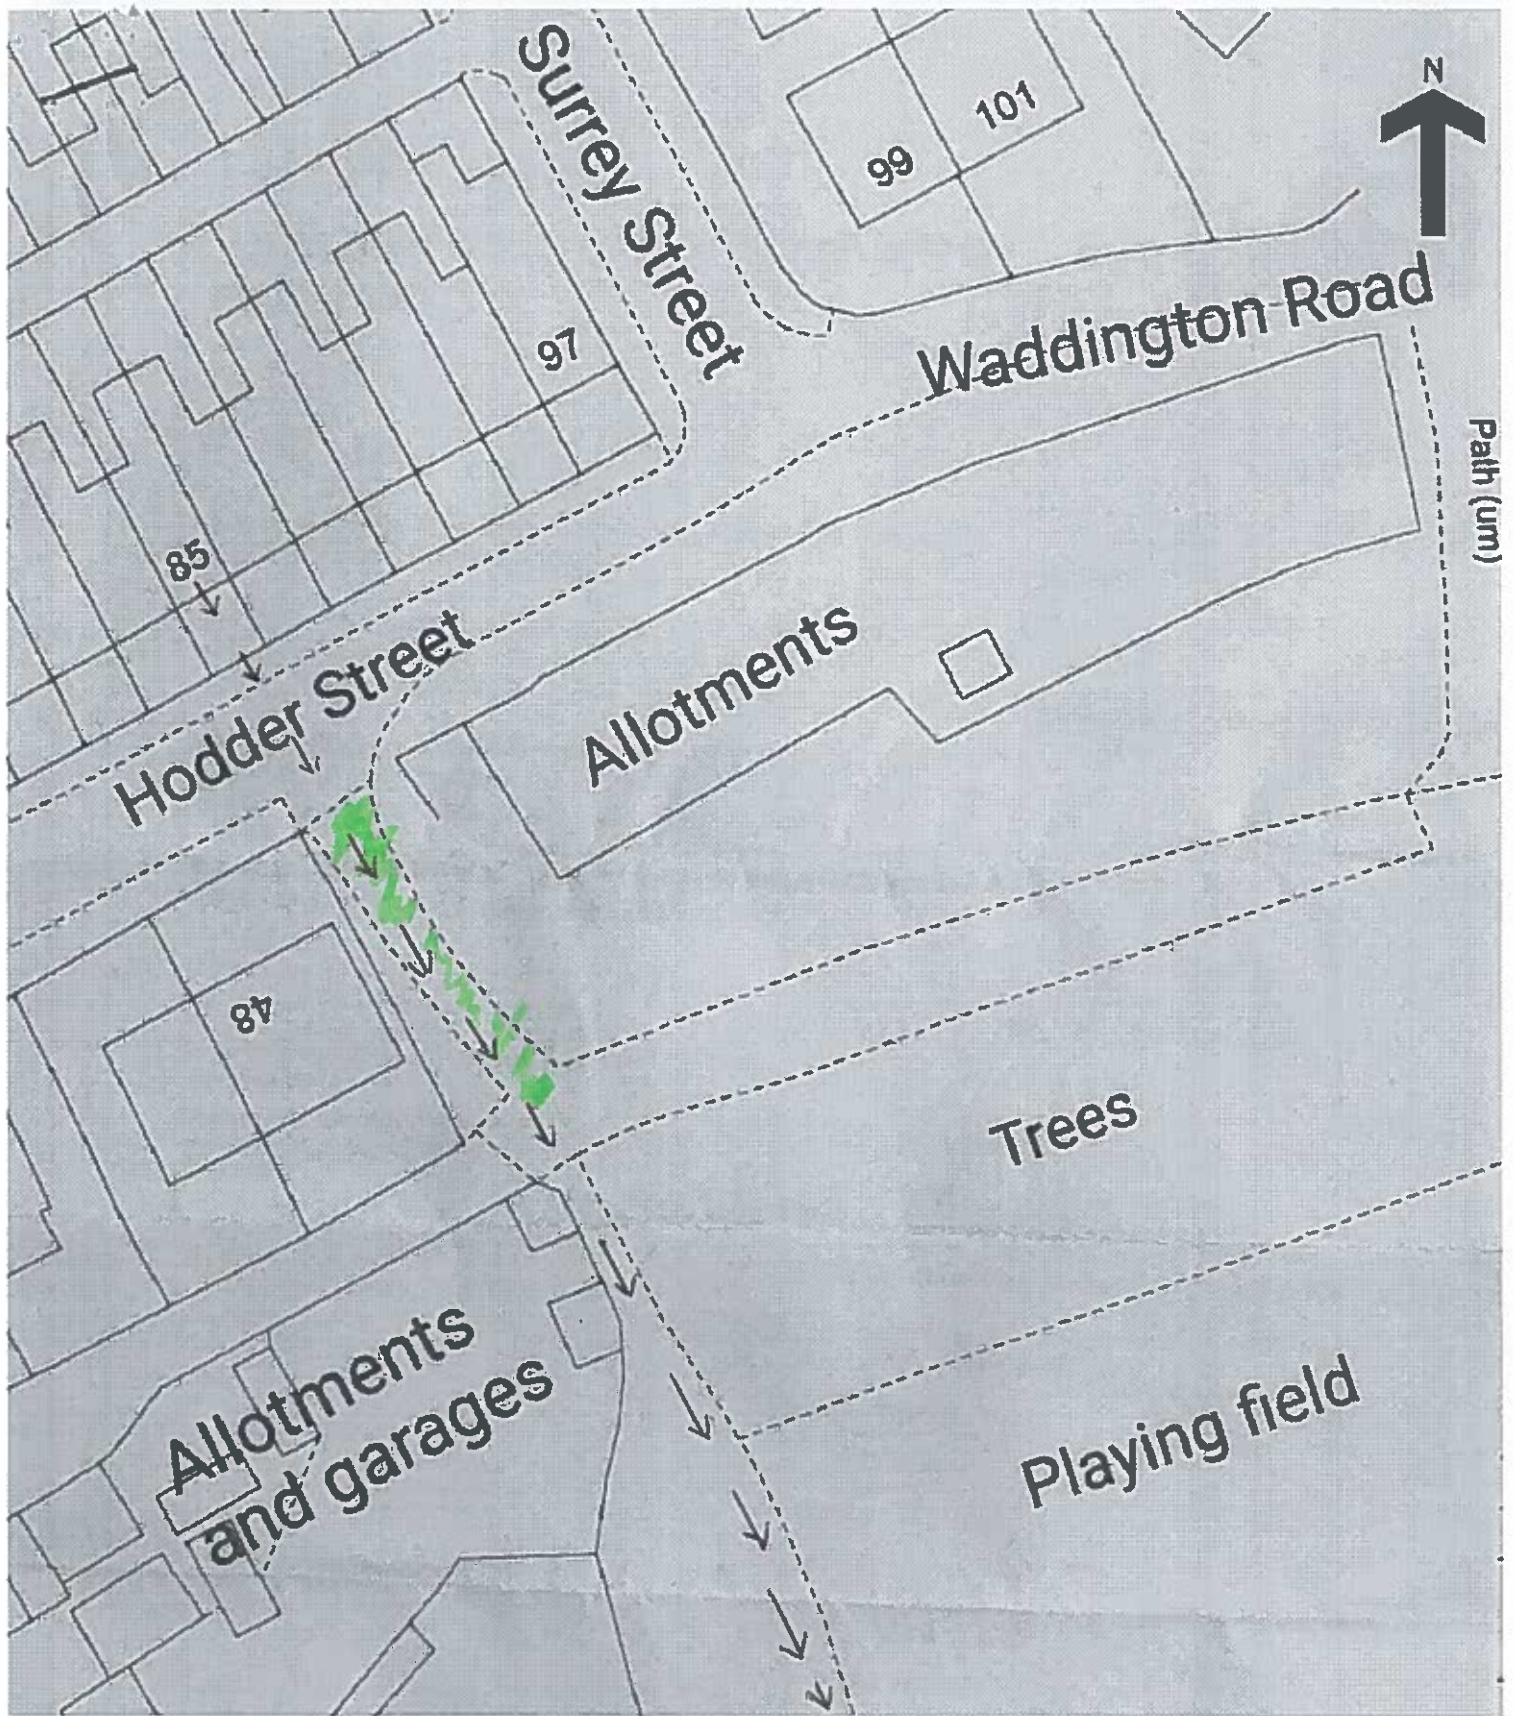 Surrey Street
N
101
99
Waddington Road
97
Path (um)
85
Hodder Street
Allotments
48
Trees
Allotments
and garages
Playing field